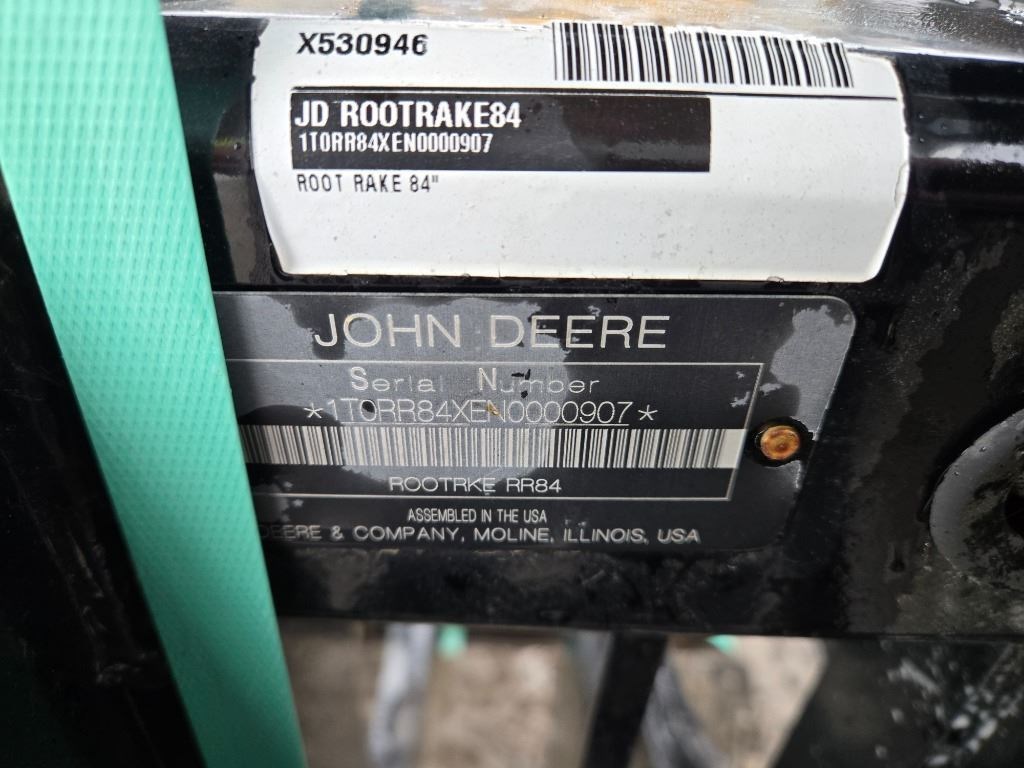 X530946
JD ROOTRAKE84
1T0RR84XEN0000907
ROOT RAKE 84"
JOHN DEERE
Serial Number
*1T0RR84XEN0000907*
ROOTRKE RR84
ASSEMBLED IN THE USA
DEERE & COMPANY, MOLINE, ILLINOIS, USA